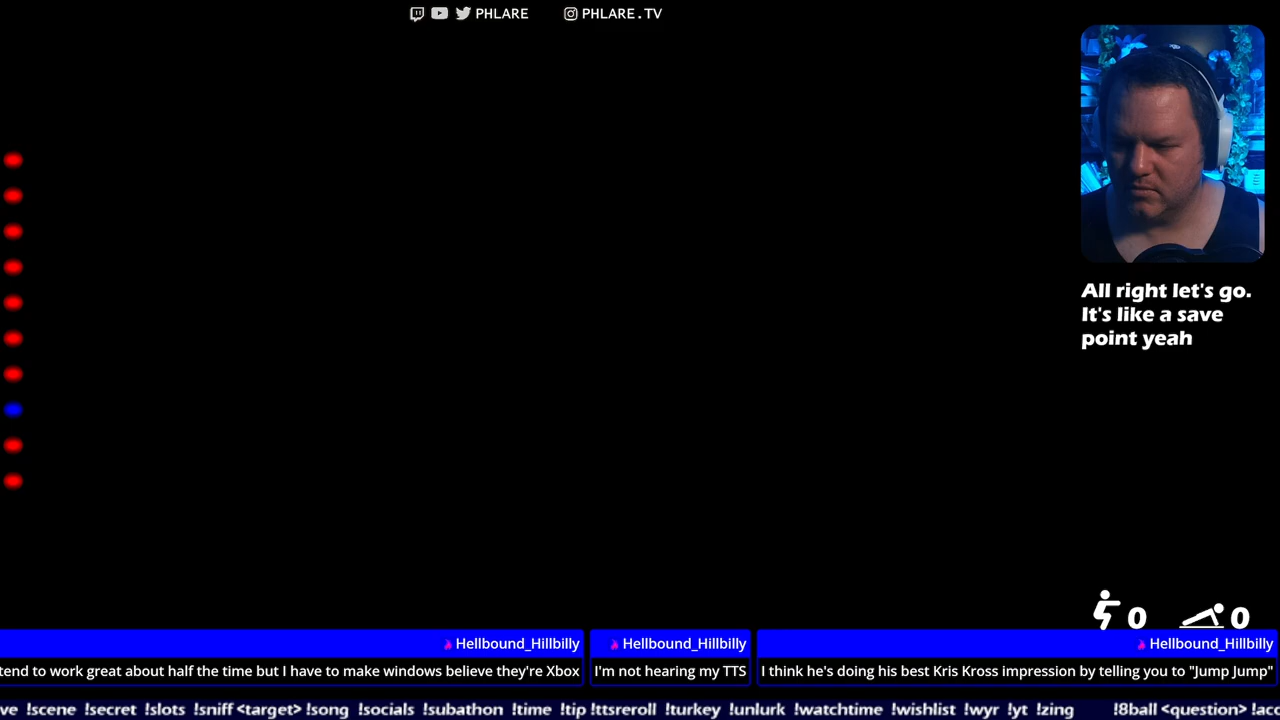 PHLARE PHLARE.TV
All right let's go.
It's like a save
point yeah
0 0
Hellbound_Hillbilly Hellbound_Hillbilly Hellbound_Hillbilly
tend to work great about half the time but I have to make windows believe they're Xbox I'm not hearing my TTS I think he's doing his best Kris Kross impression by telling you to "Jump Jump"
ve !scene !secret !slots !sniff <target> !song !socials !subathon !time !tip !ttsreroll !turkey !unlurk !watchtime !wishlist !wyr !yt !zing !8ball <question> !acc